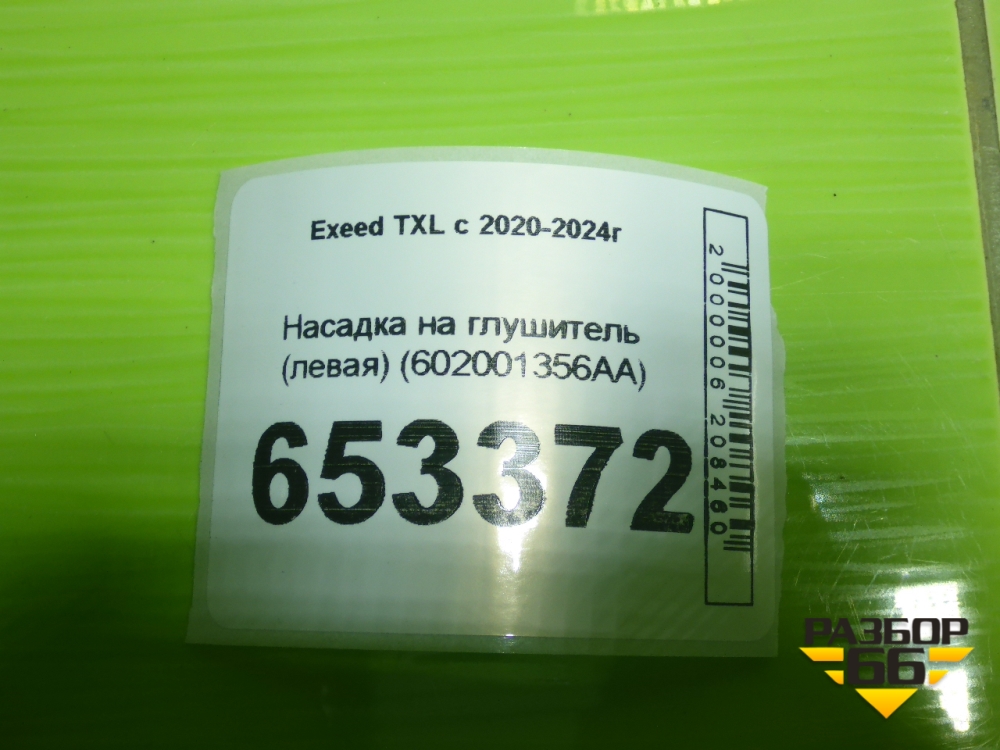 Exeed TXL с 2020-2024г
Насадка на глушитель
(левая) (602001356AA)
653372
2000006208460
РАЗБОР
66